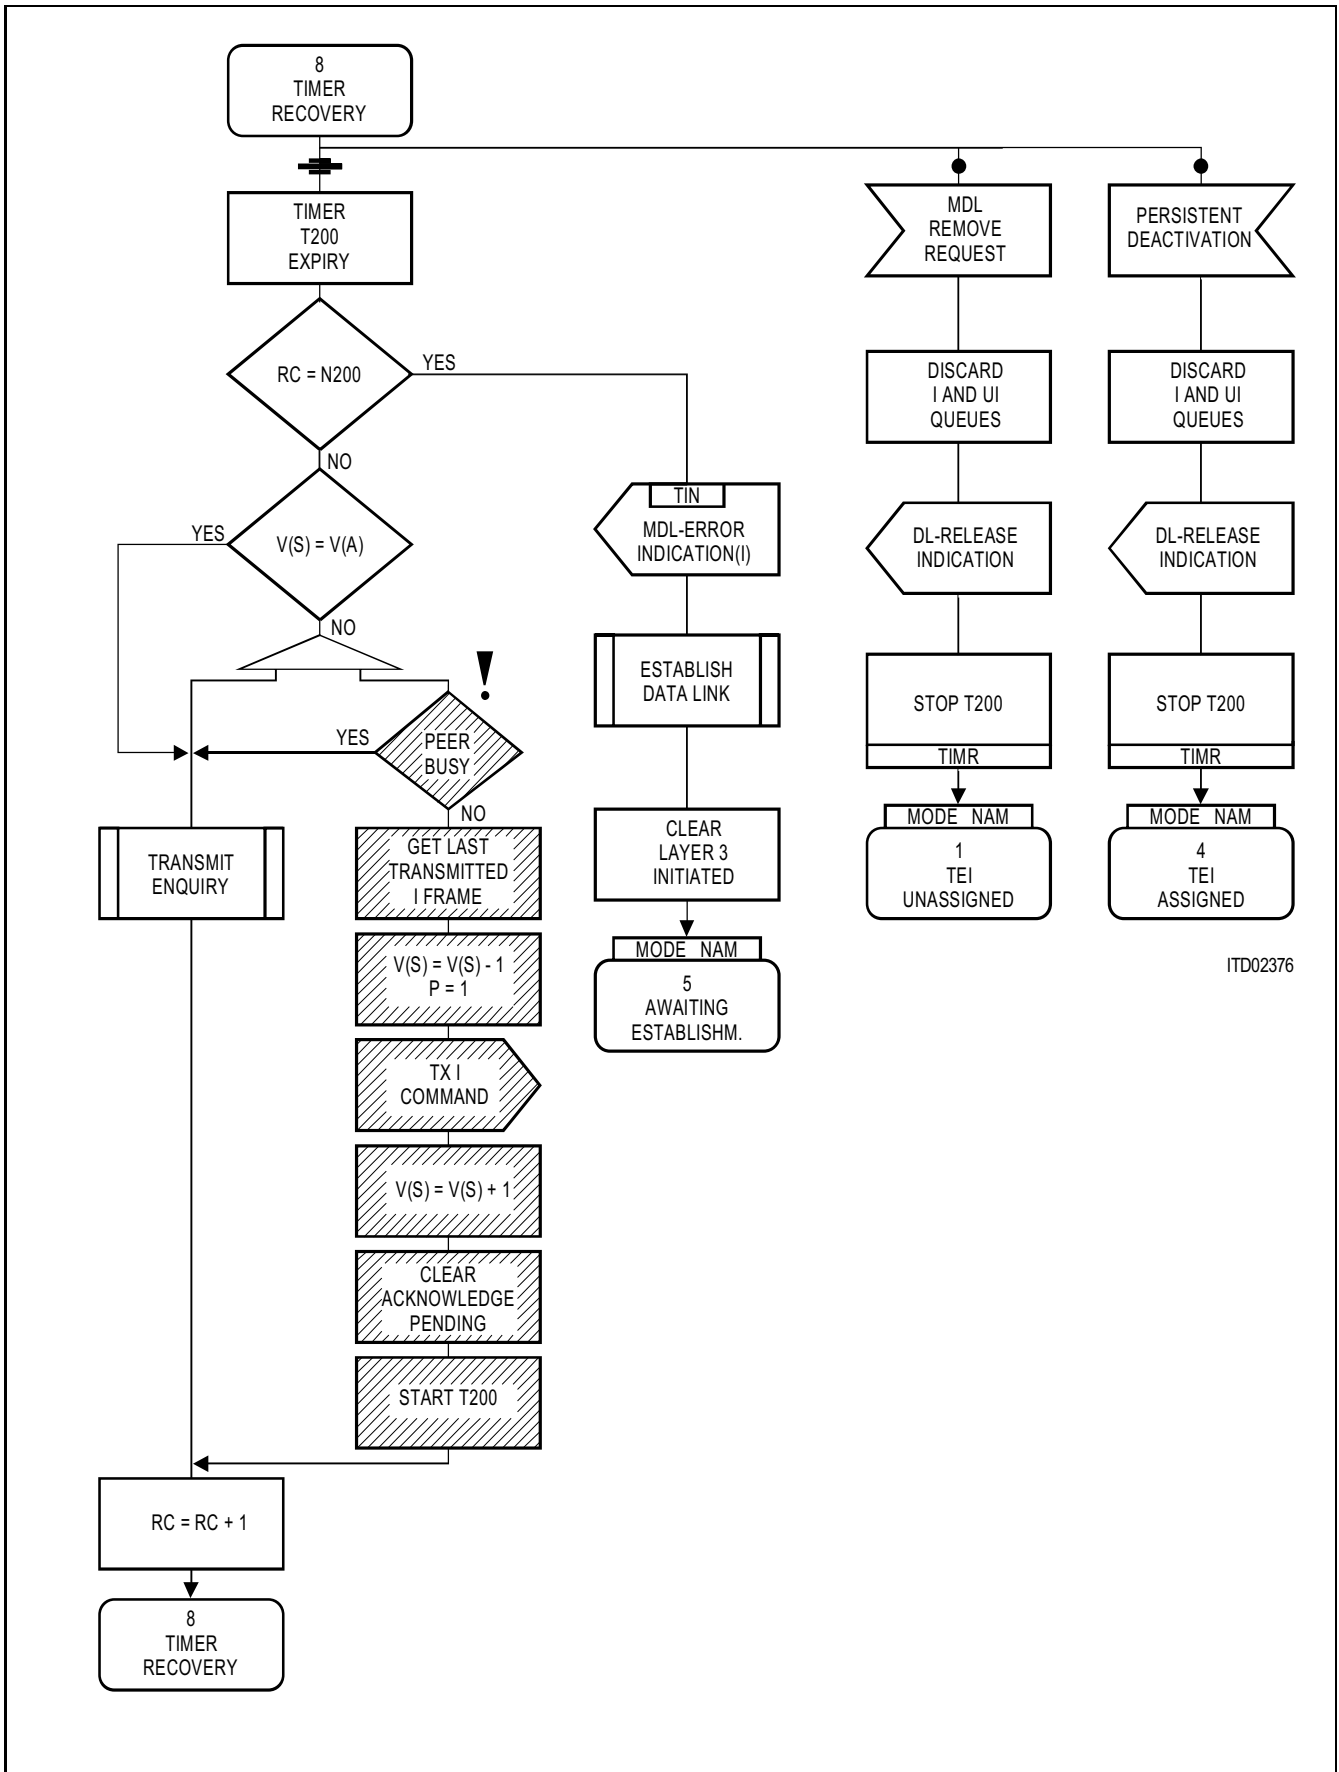 8
TIMER
RECOVERY
TIMER
T200
EXPIRY
RC = N200
YES
NO
V(S) = V(A)
YES
NO
PEER
BUSY
!
YES
NO
TRANSMIT
ENQUIRY
GET LAST
TRANSMITTED
I FRAME
V(S) = V(S) - 1
P = 1
TX I
COMMAND
V(S) = V(S) + 1
CLEAR
ACKNOWLEDGE
PENDING
START T200
RC = RC + 1
8
TIMER
RECOVERY
TIN
MDL-ERROR
INDICATION(I)
ESTABLISH
DATA LINK
CLEAR
LAYER 3
INITIATED
MODE NAM
5
AWAITING
ESTABLISHM.
MDL
REMOVE
REQUEST
DISCARD
I AND UI
QUEUES
DL-RELEASE
INDICATION
STOP T200
TIMR
MODE NAM
1
TEI
UNASSIGNED
PERSISTENT
DEACTIVATION
DISCARD
I AND UI
QUEUES
DL-RELEASE
INDICATION
STOP T200
TIMR
MODE NAM
4
TEI
ASSIGNED
ITD02376